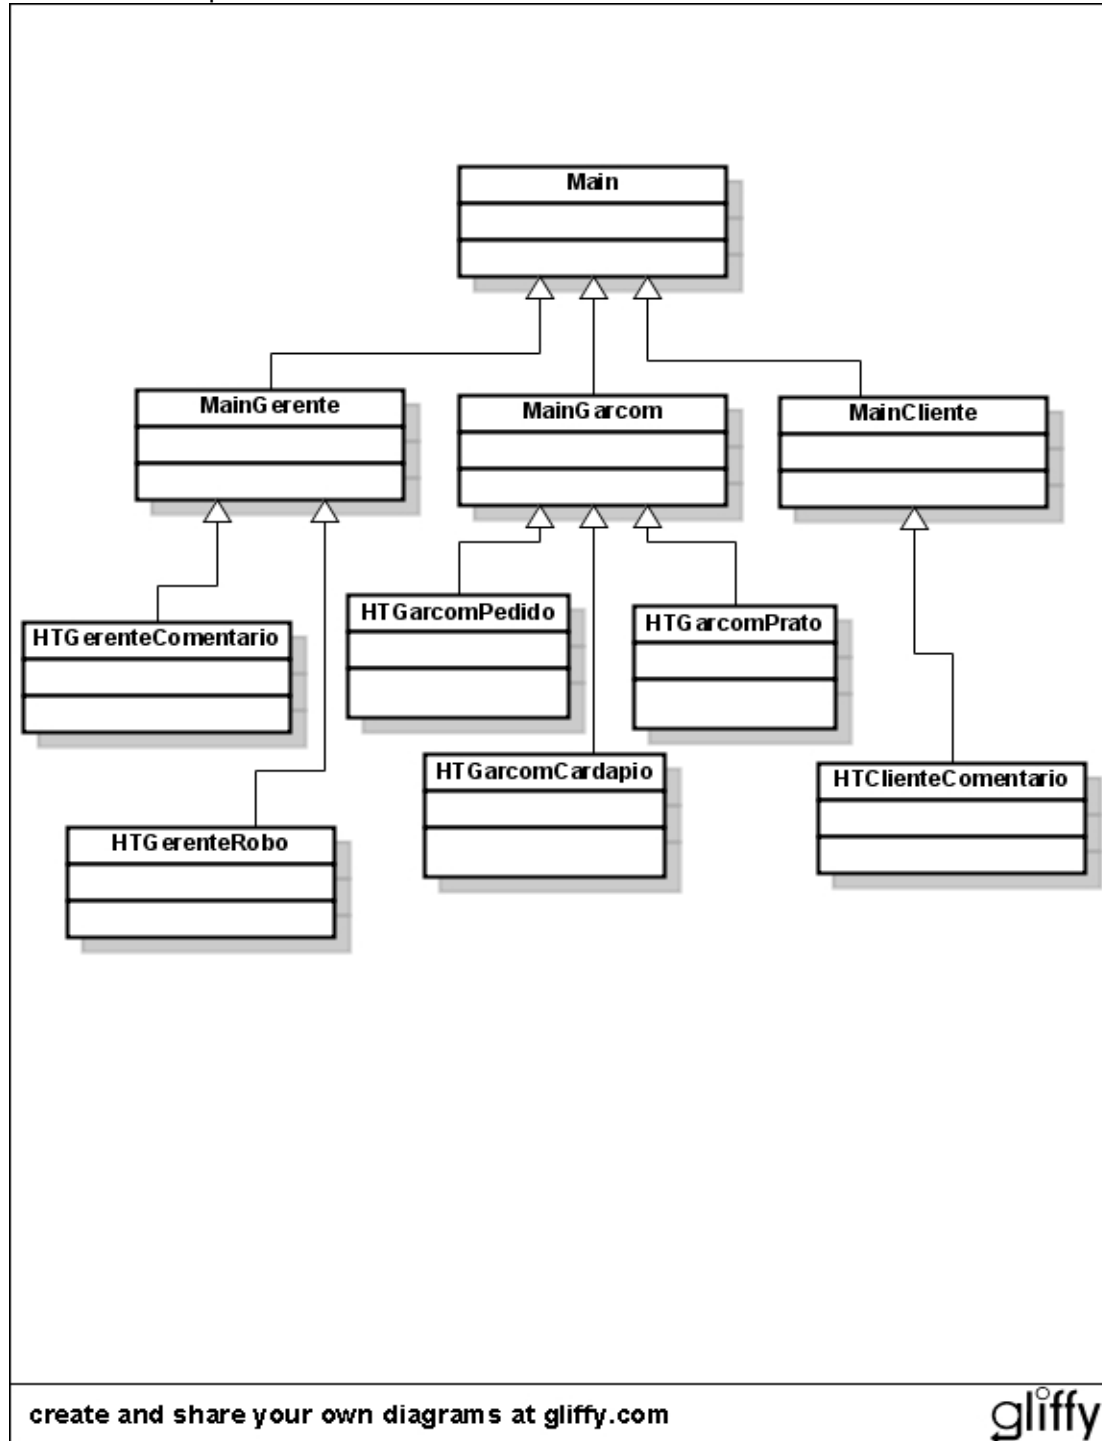 Main
MainGerente
MainGarcom
MainCliente
HTGerenteComentario
HTGarcomPedido
HTGarcomPrato
HTGarcomCardapio
HTClienteComentario
HTGerenteRobo
create and share your own diagrams at gliffy.com
gliffy